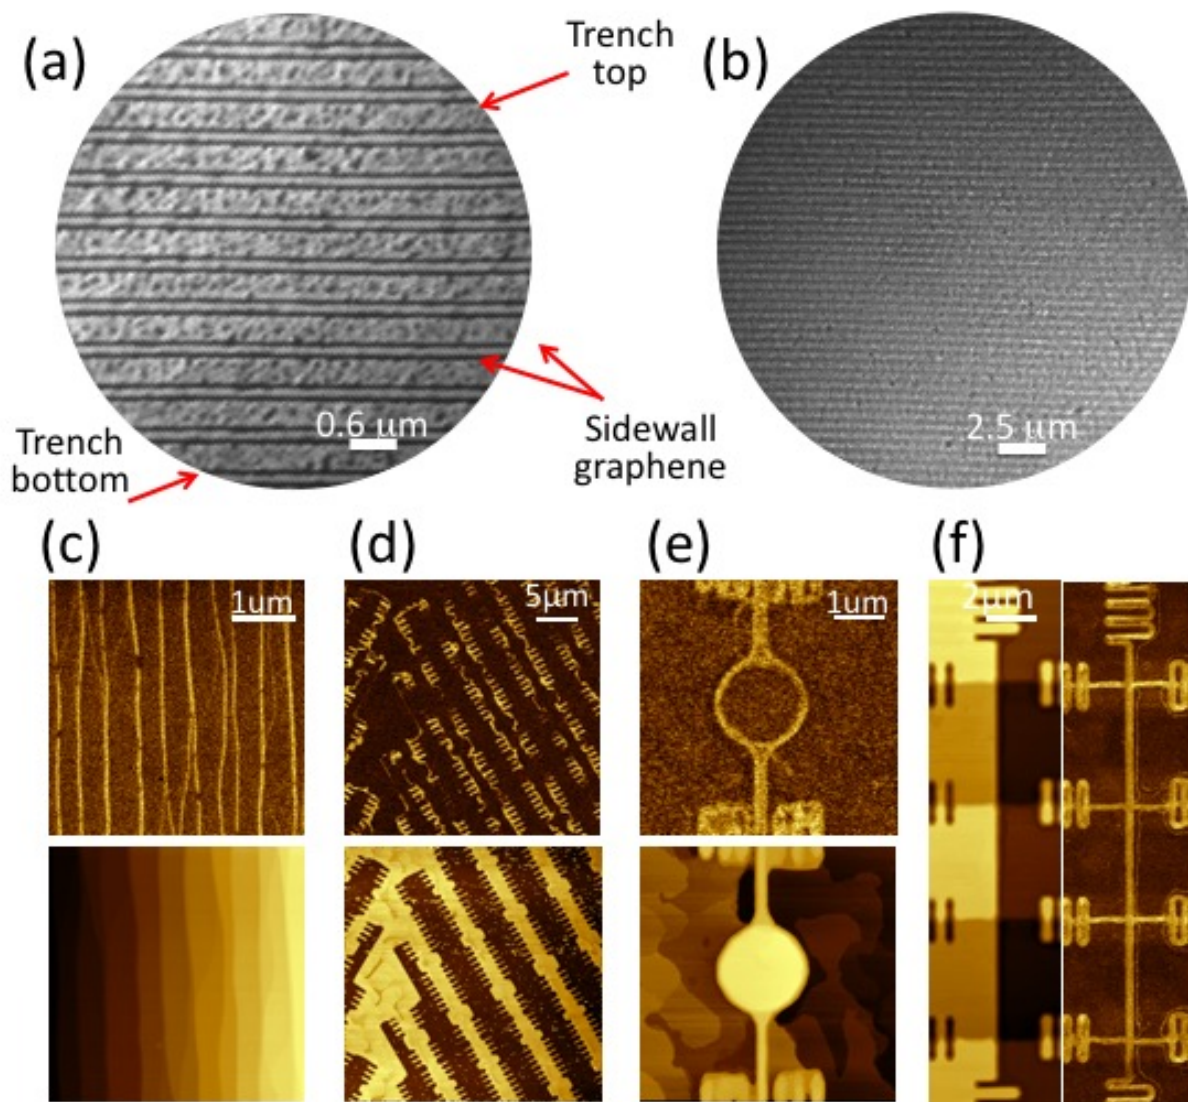 (a)
Trench
top
(b)
0.6 μm
2.5 μm
Sidewall
graphene
Trench
bottom
(c)
(d)
(e)
(f)
1um
5μm
1um
2μm